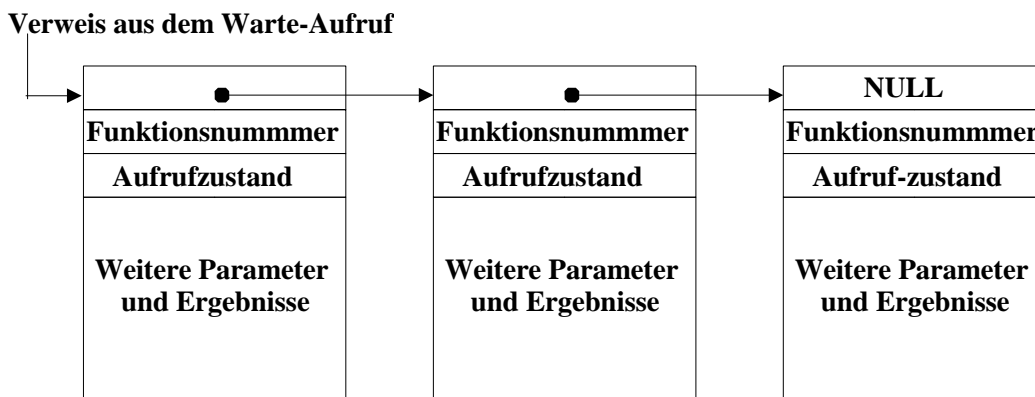 Verweis aus dem Warte-Aufruf
NULL
Funktionsnummmer
Funktionsnummmer
Funktionsnummmer
Aufrufzustand
Aufrufzustand
Aufruf-zustand
Weitere Parameter
und Ergebnisse
Weitere Parameter
und Ergebnisse
Weitere Parameter
und Ergebnisse